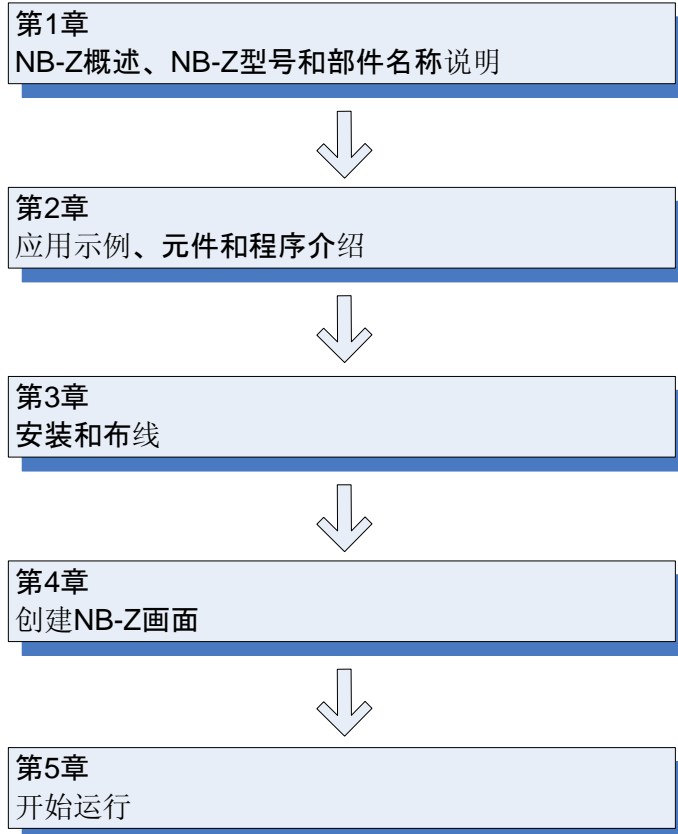 第1章
NB-Z概述、NB-Z型号和部件名称说明
第2章
应用示例、元件和程序介绍
第3章
安装和布线
第4章
创建NB-Z画面
第5章
开始运行